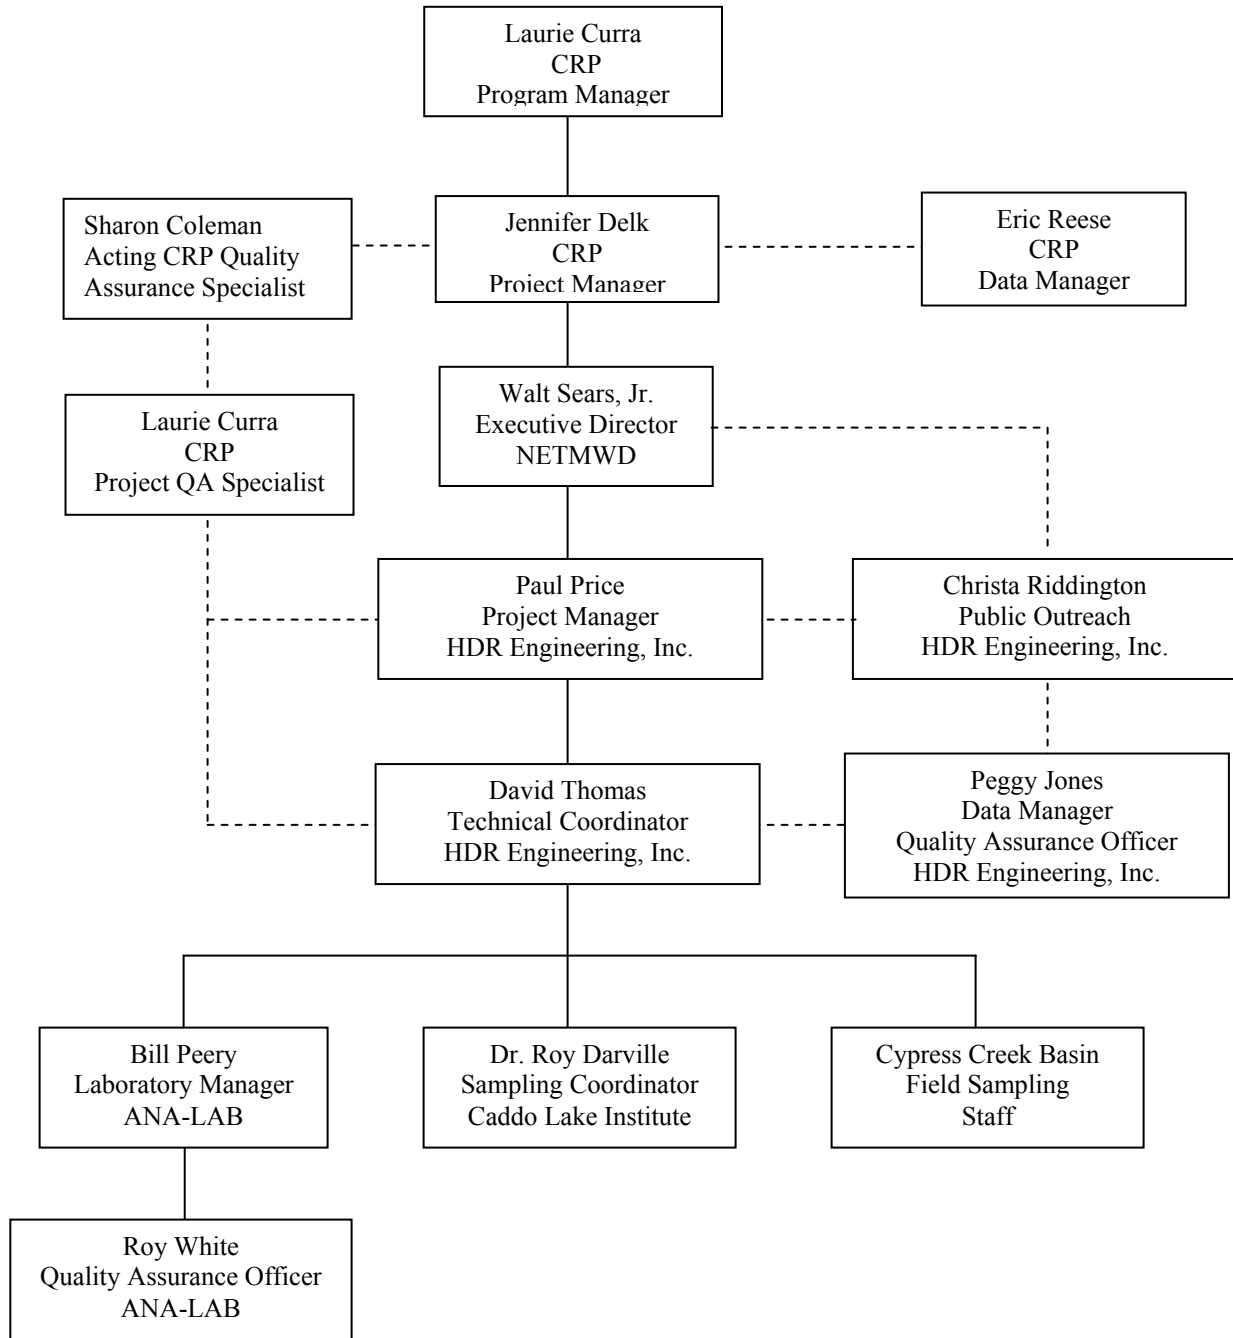 Laurie Curra
CRP
Program Manager
Sharon Coleman
Acting CRP Quality
Assurance Specialist
Jennifer Delk
CRP
Project Manager
Eric Reese
CRP
Data Manager
Laurie Curra
CRP
Project QA Specialist
Walt Sears, Jr.
Executive Director
NETMWD
Paul Price
Project Manager
HDR Engineering, Inc.
Christa Riddington
Public Outreach
HDR Engineering, Inc.
David Thomas
Technical Coordinator
HDR Engineering, Inc.
Peggy Jones
Data Manager
Quality Assurance Officer
HDR Engineering, Inc.
Bill Peery
Laboratory Manager
ANA-LAB
Dr. Roy Darville
Sampling Coordinator
Caddo Lake Institute
Cypress Creek Basin
Field Sampling
Staff
Roy White
Quality Assurance Officer
ANA-LAB